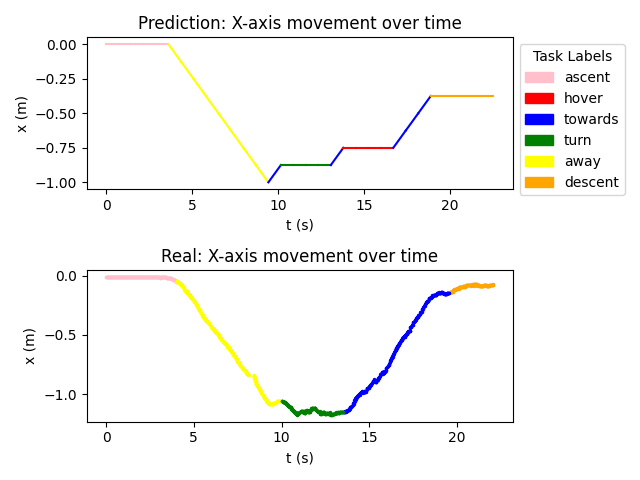 Prediction: X-axis movement over time
0.00
−0.25
−0.50
−0.75
−1.00
x (m)
0 5 10 15 20
t (s)
Task Labels
ascent
hover
towards
turn
away
descent
Real: X-axis movement over time
0.0
−0.5
−1.0
x (m)
0 5 10 15 20
t (s)